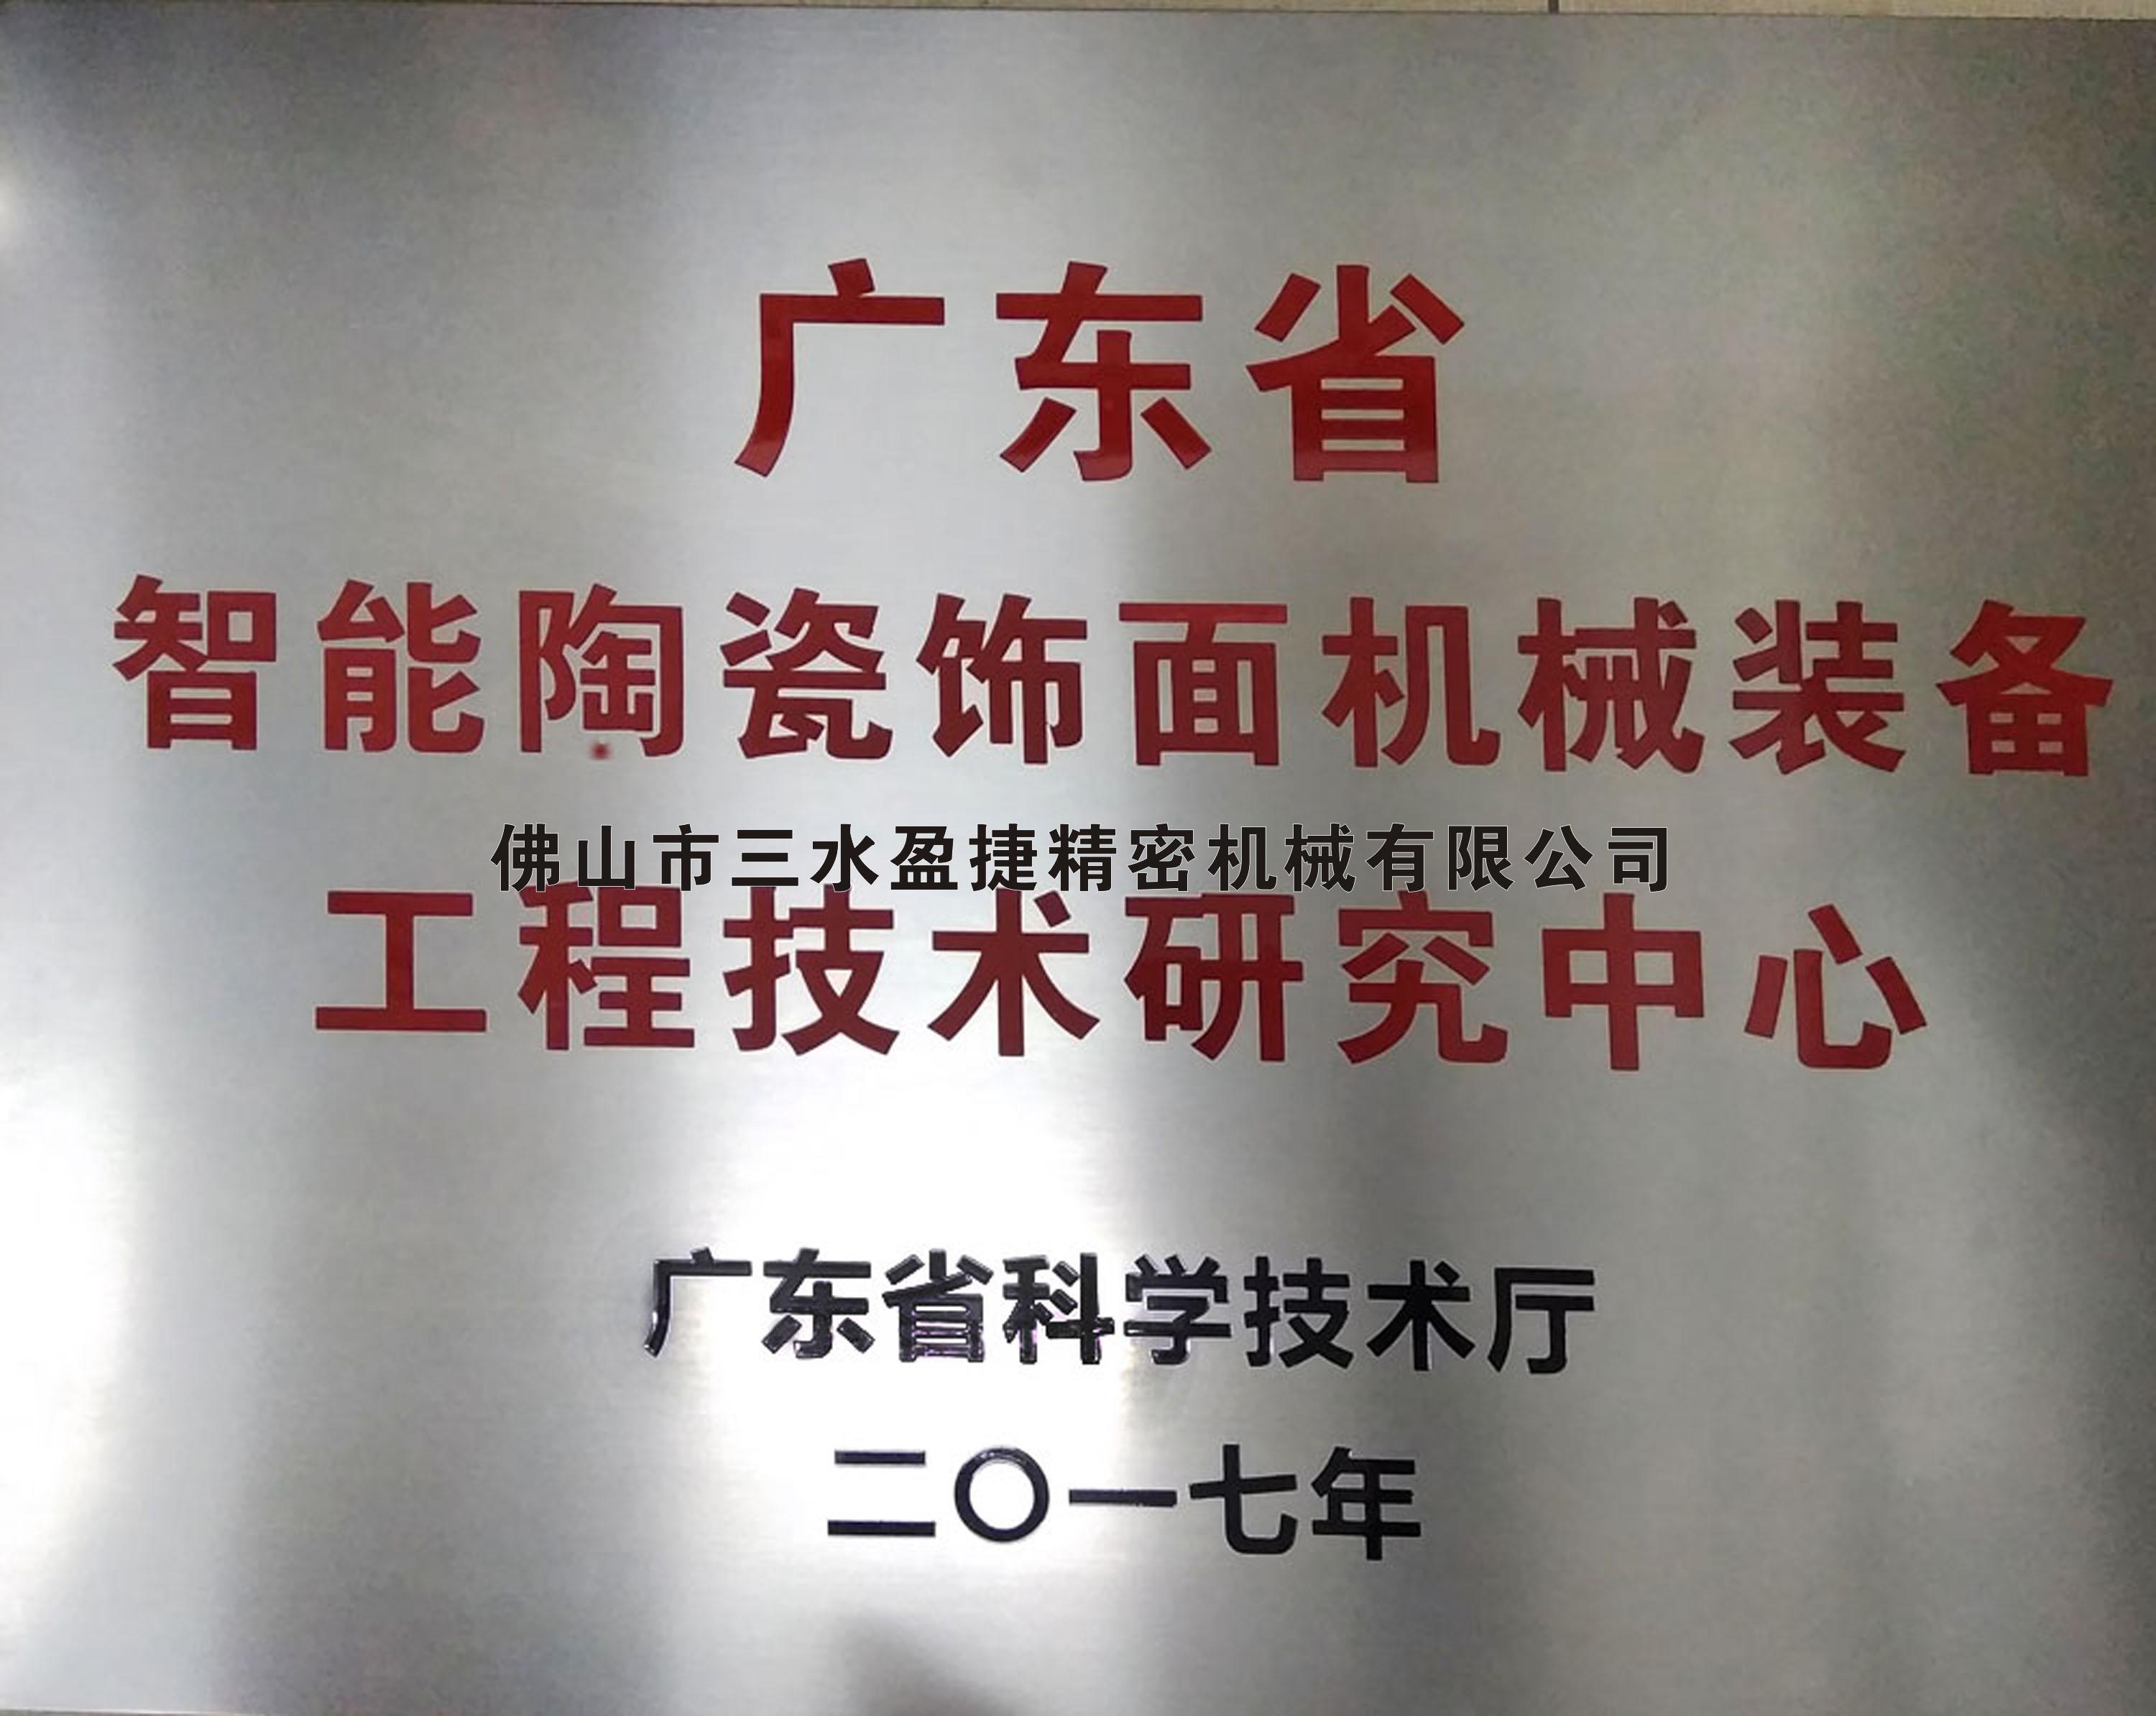 广东省
智能陶瓷饰面机械装备
佛山市三水盈捷精密机械有限公司
工程技术研究中心
广东省科学技术厅
二〇一七年